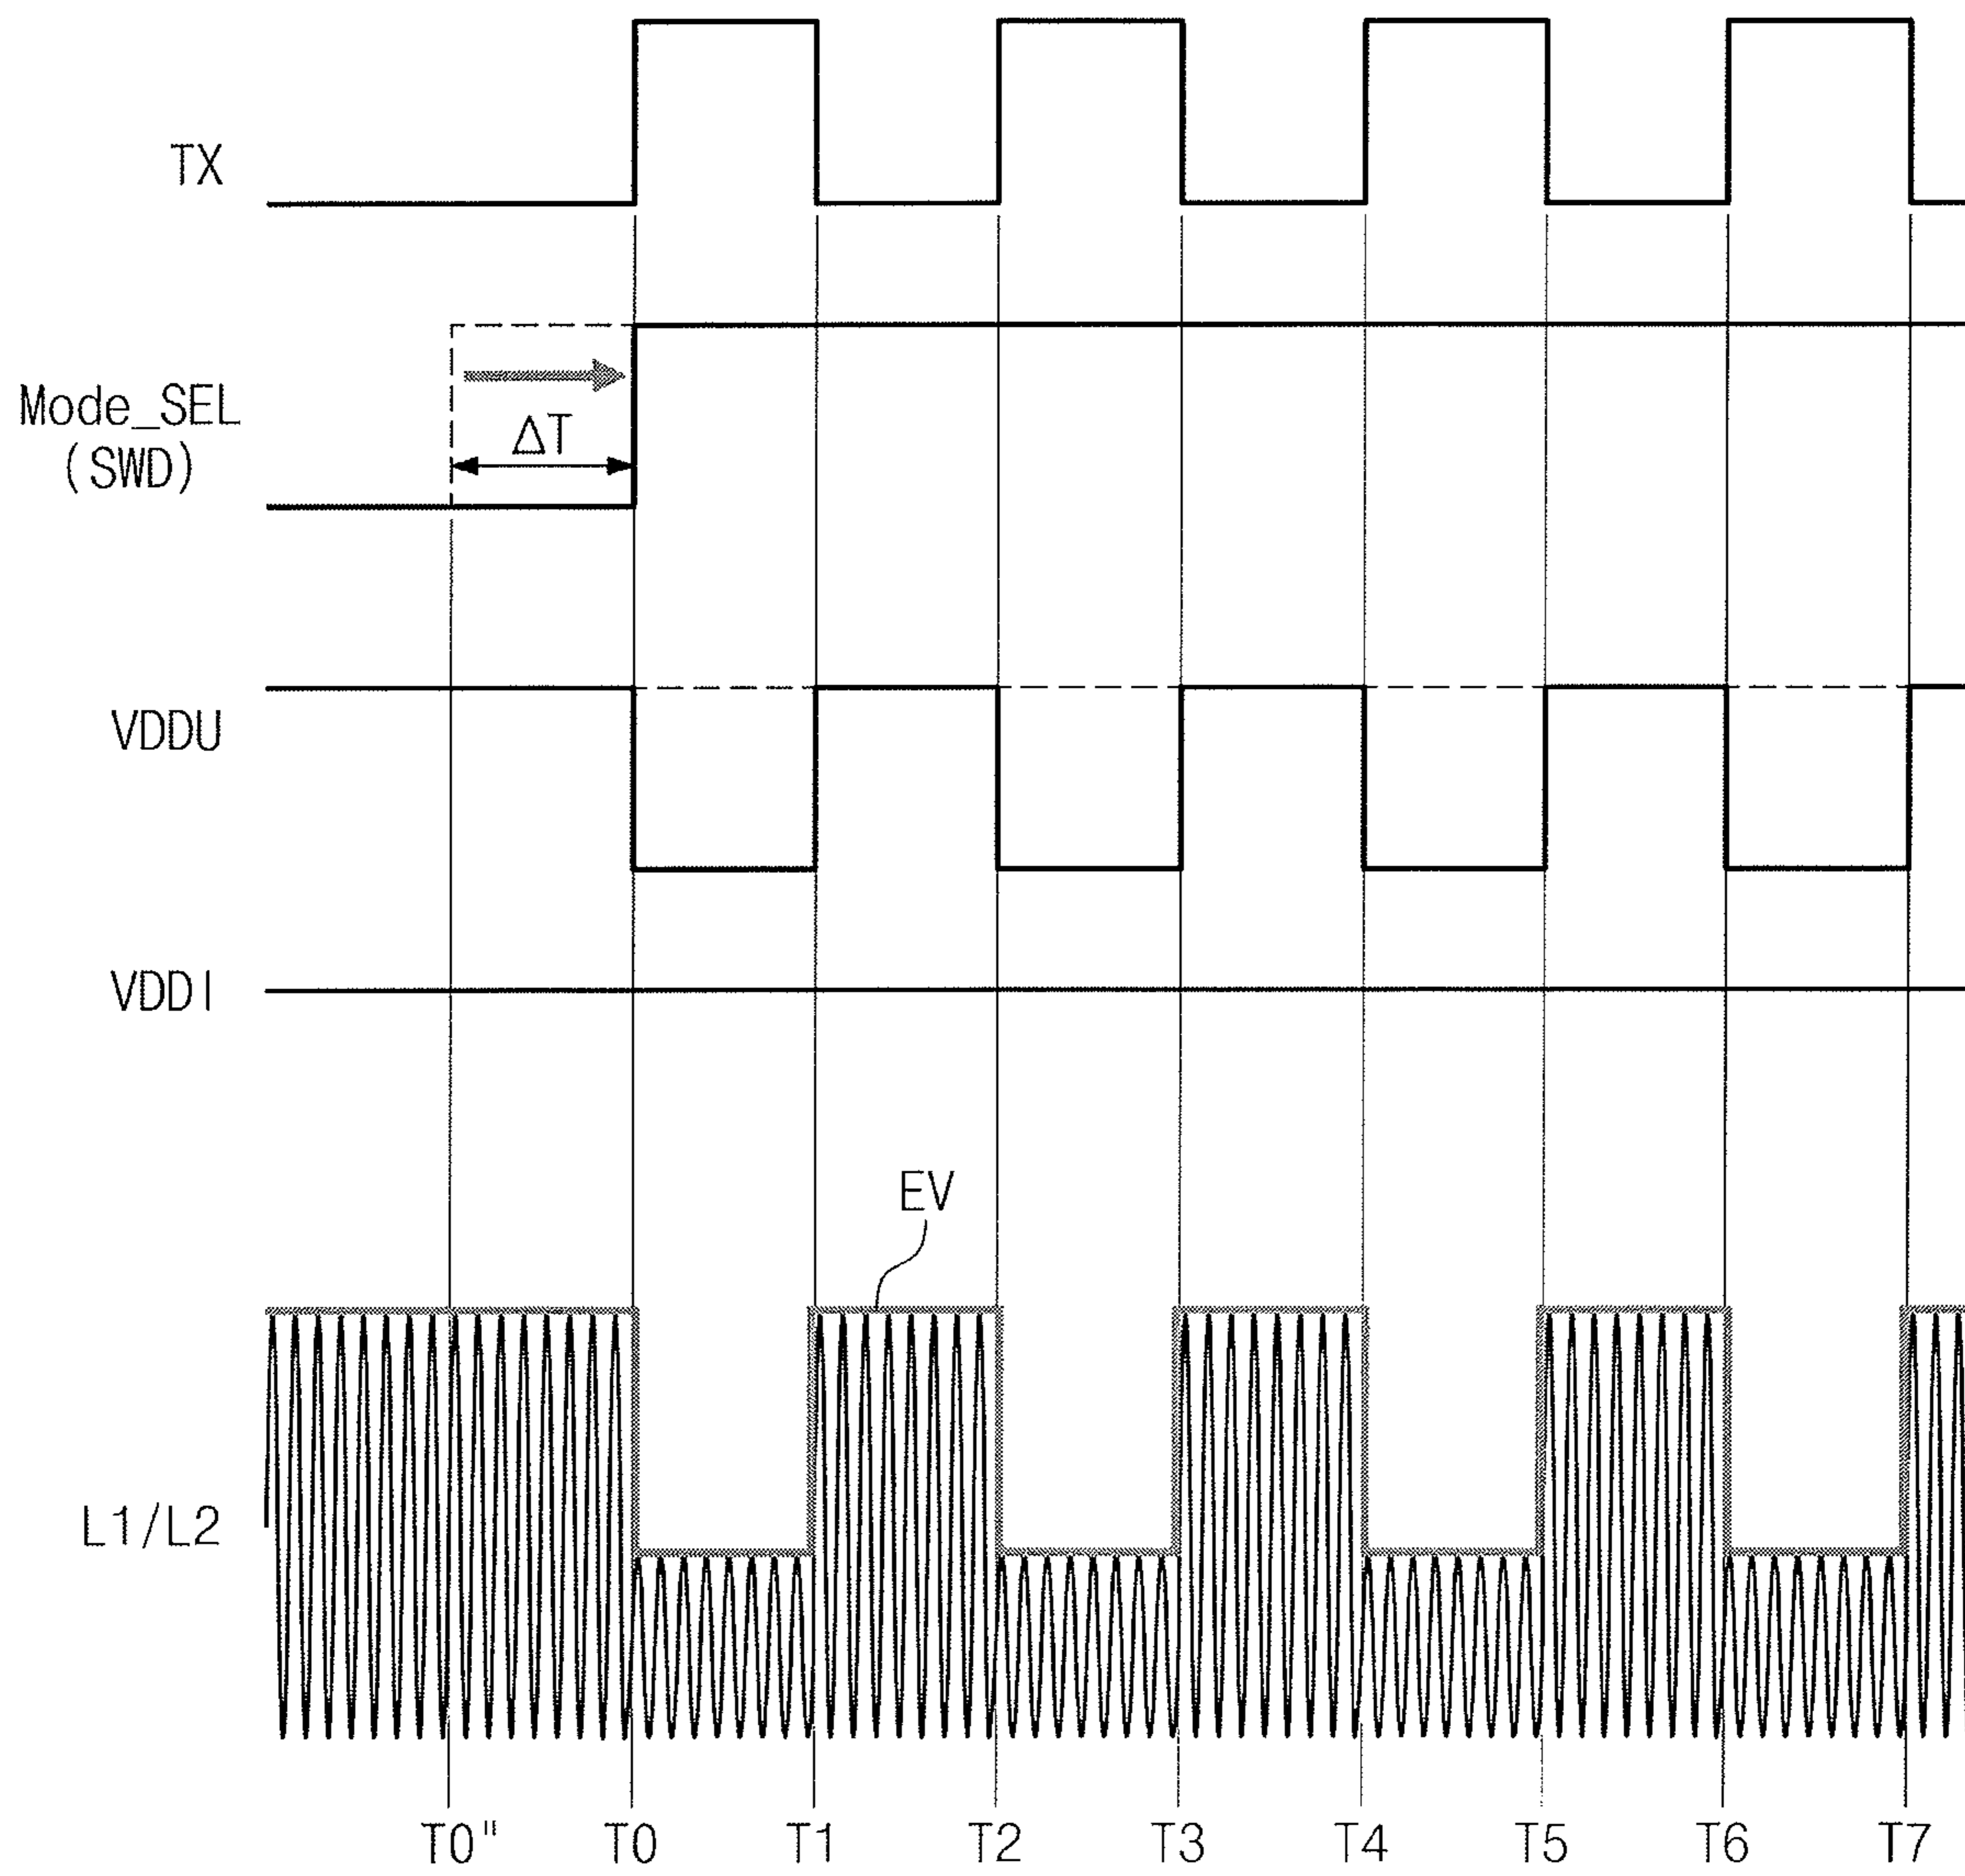 TX
Mode_SEL
(SWD)
ΔT
VDDU
VDDI
EV
L1/L2
T0"
T0
T1
T2
T3
T4
T5
T6
T7